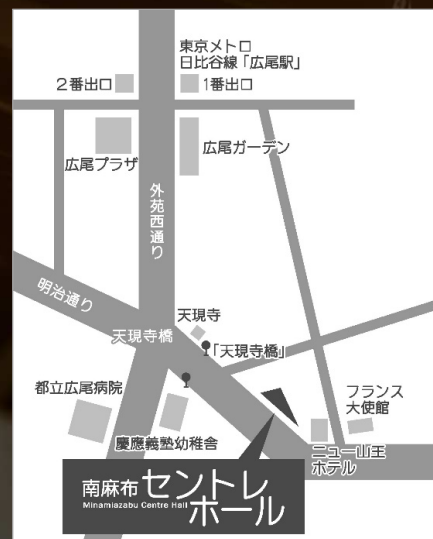 東京メトロ
日比谷線「広尾駅」
2番出口
1番出口
広尾プラザ
広尾ガーデン
外苑西通り
明治通り
天現寺
天現寺橋
「天現寺橋」
都立広尾病院
慶應義塾幼稚舎
フランス
大使館
ニュー山王
ホテル
南麻布 セントレ
Minamiazabu Centre Hall
ホール